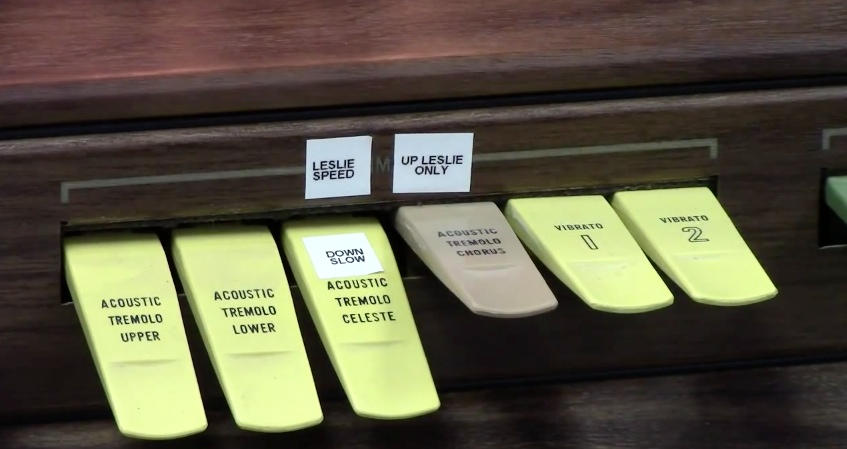 LESLIE
SPEED
UP LESLIE
ONLY
ACOUSTIC
TREMOLO
UPPER
ACOUSTIC
TREMOLO
LOWER
DOWN
SLOW
ACOUSTIC
TREMOLO
CELESTE
ACOUSTIC
TREMOLO
CHORUS
VIBRATO
1
VIBRATO
2